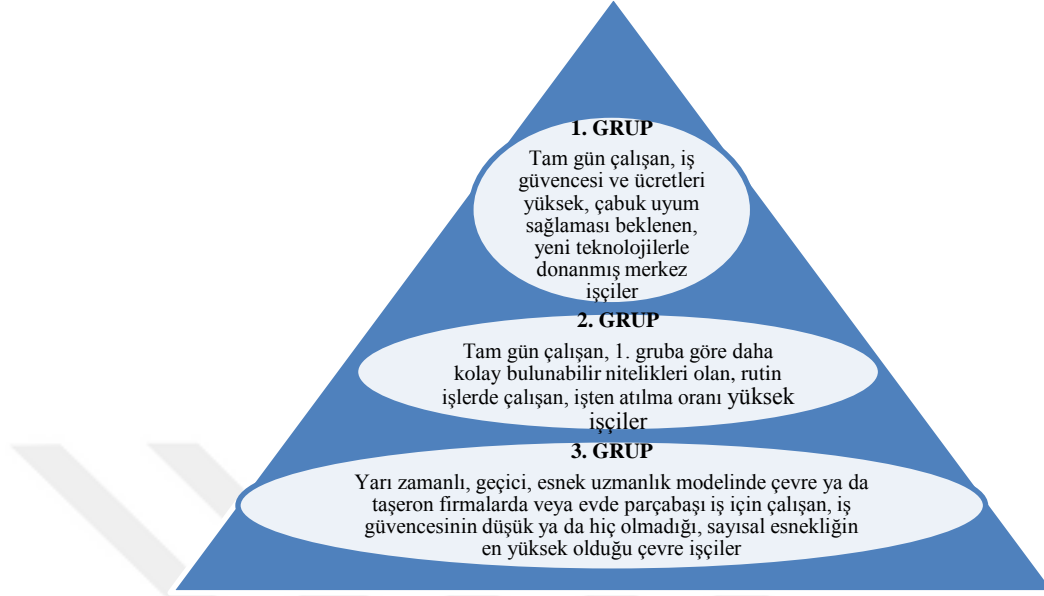 1. GRUP
Tam gün çalışan, iş
güvencesi ve ücretleri
yüksek, çabuk uyum
sağlaması beklenen,
yeni teknolojilerle
donanmış merkez
işçiler
2. GRUP
Tam gün çalışan, 1. gruba göre daha
kolay bulunabilir nitelikleri olan, rutin
işlerde çalışan, işten atılma oranı yüksek
işçiler
3. GRUP
Yarı zamanlı, geçici, esnek uzmanlık modelinde çevre ya da
taşeron firmalarda veya evde parçabaşı iş için çalışan, iş
güvencesinin düşük ya da hiç olmadığı, sayısal esnekliğin
en yüksek olduğu çevre işçiler